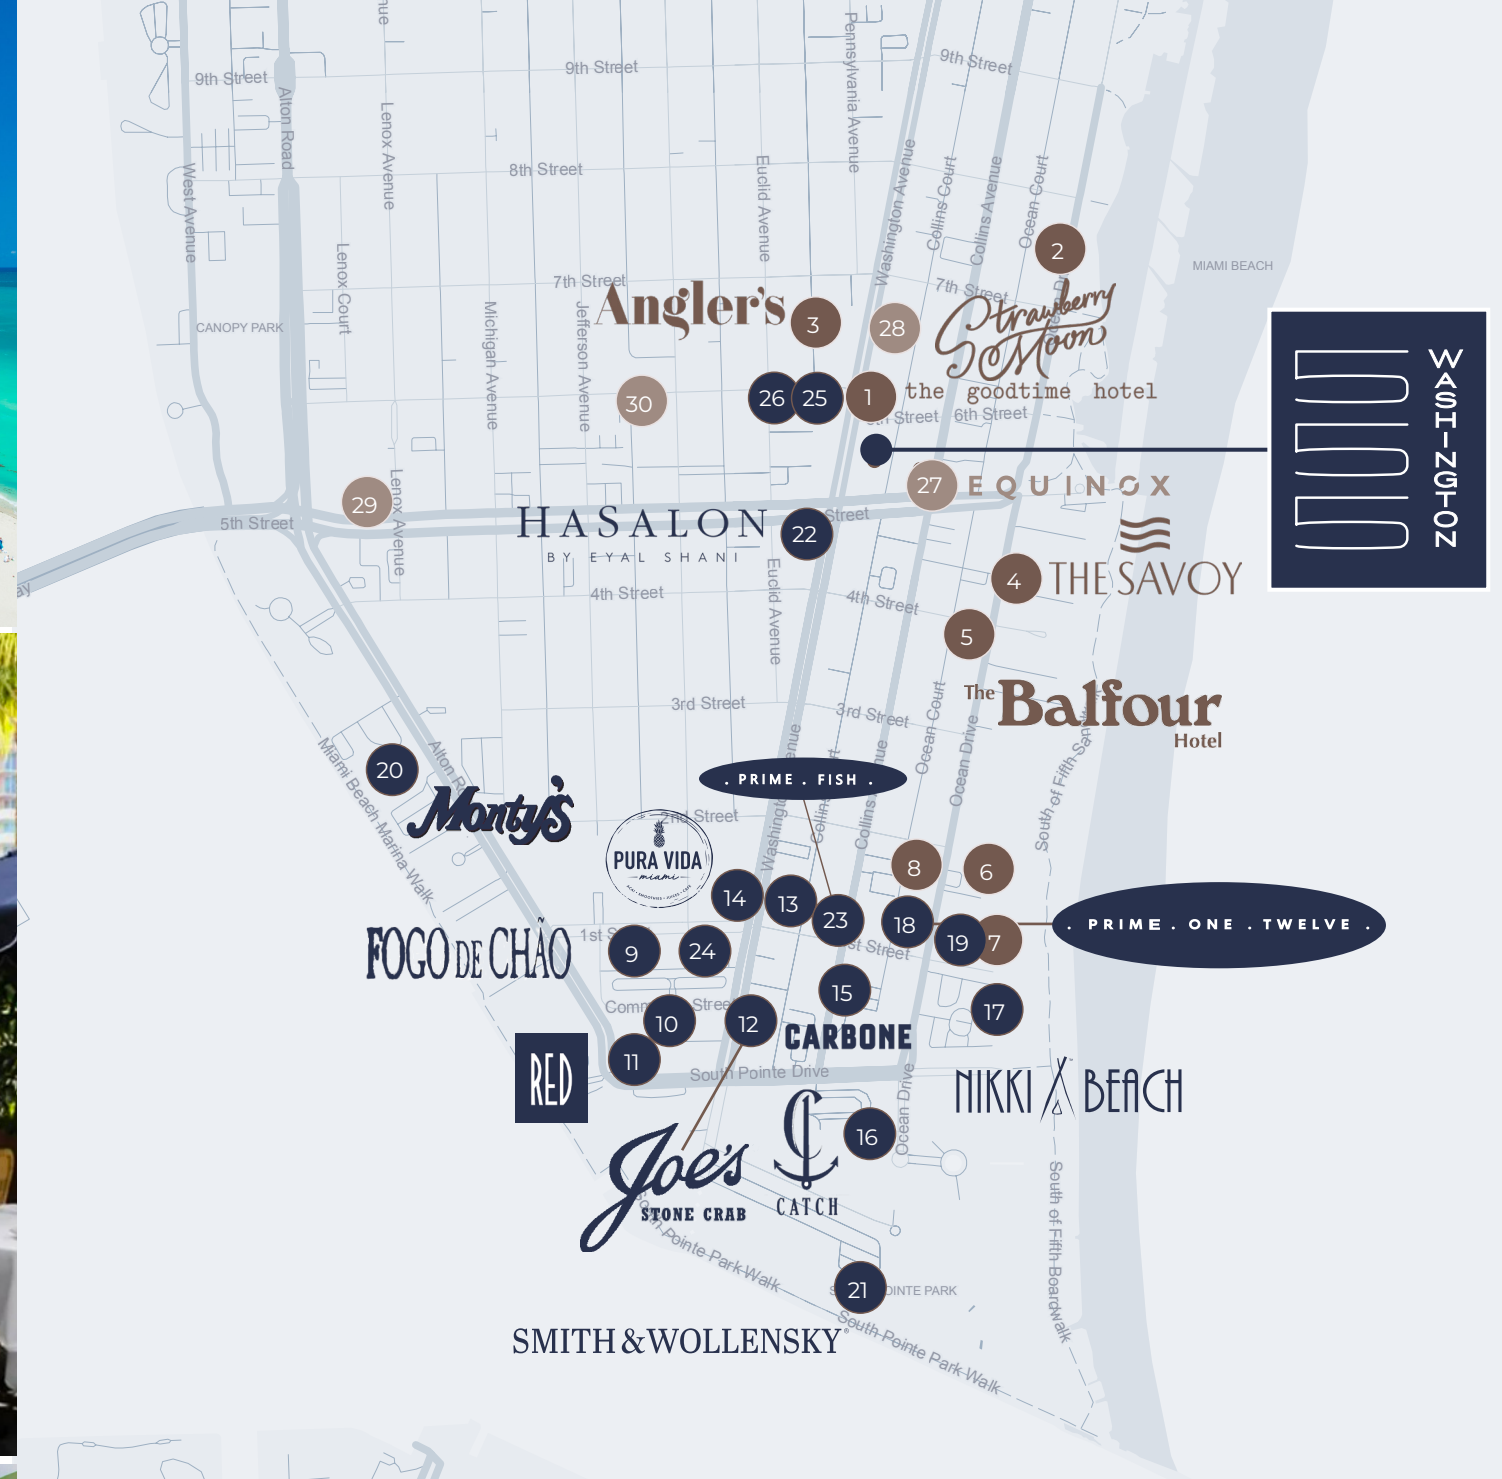 Pennsylvania Avenue
9th Street
9th Street
9th Street
Alton Road
Lenox Avenue
8th Street
West Avenue
Euclid Avenue
Washington Avenue
Collins Court
Collins Avenue
Ocean Court
2
MIAMI BEACH
Lenox Court
7th Street
7th Street
CANOPY PARK
Michigan Avenue
Jefferson Avenue
Angler's
3
28
Strawberry
Moon
the goodtime hotel
30
26
25
1
6th Street
WASHINGTON
27
EQUINOX
29
Lenox Avenue
5th Street
HASALON
BY EYAL SHANI
22
Street
4
THE SAVOY
Euclid Avenue
4th Street
4th Street
5
The Balfour
Hotel
3rd Street
3rd Street
Ocean Court
Ocean Drive
20
Monty's
Miami Beach Marina Walk
. PRIME . FISH .
2nd Street
PURA VIDA
miami
8
6
14
13
23
18
19
7
. PRIME . ONE . TWELVE .
FOGO DE CHÃO
9
24
15
17
10
12
11
CARBONE
RED
South Pointe Drive
Ocean Drive
NIKKI BEACH
Joe's
STONE CRAB
CATCH
16
South Pointe Park Walk
South of Fifth Boardwalk
21
SMITH & WOLLENSKY®
South Pointe Park Walk